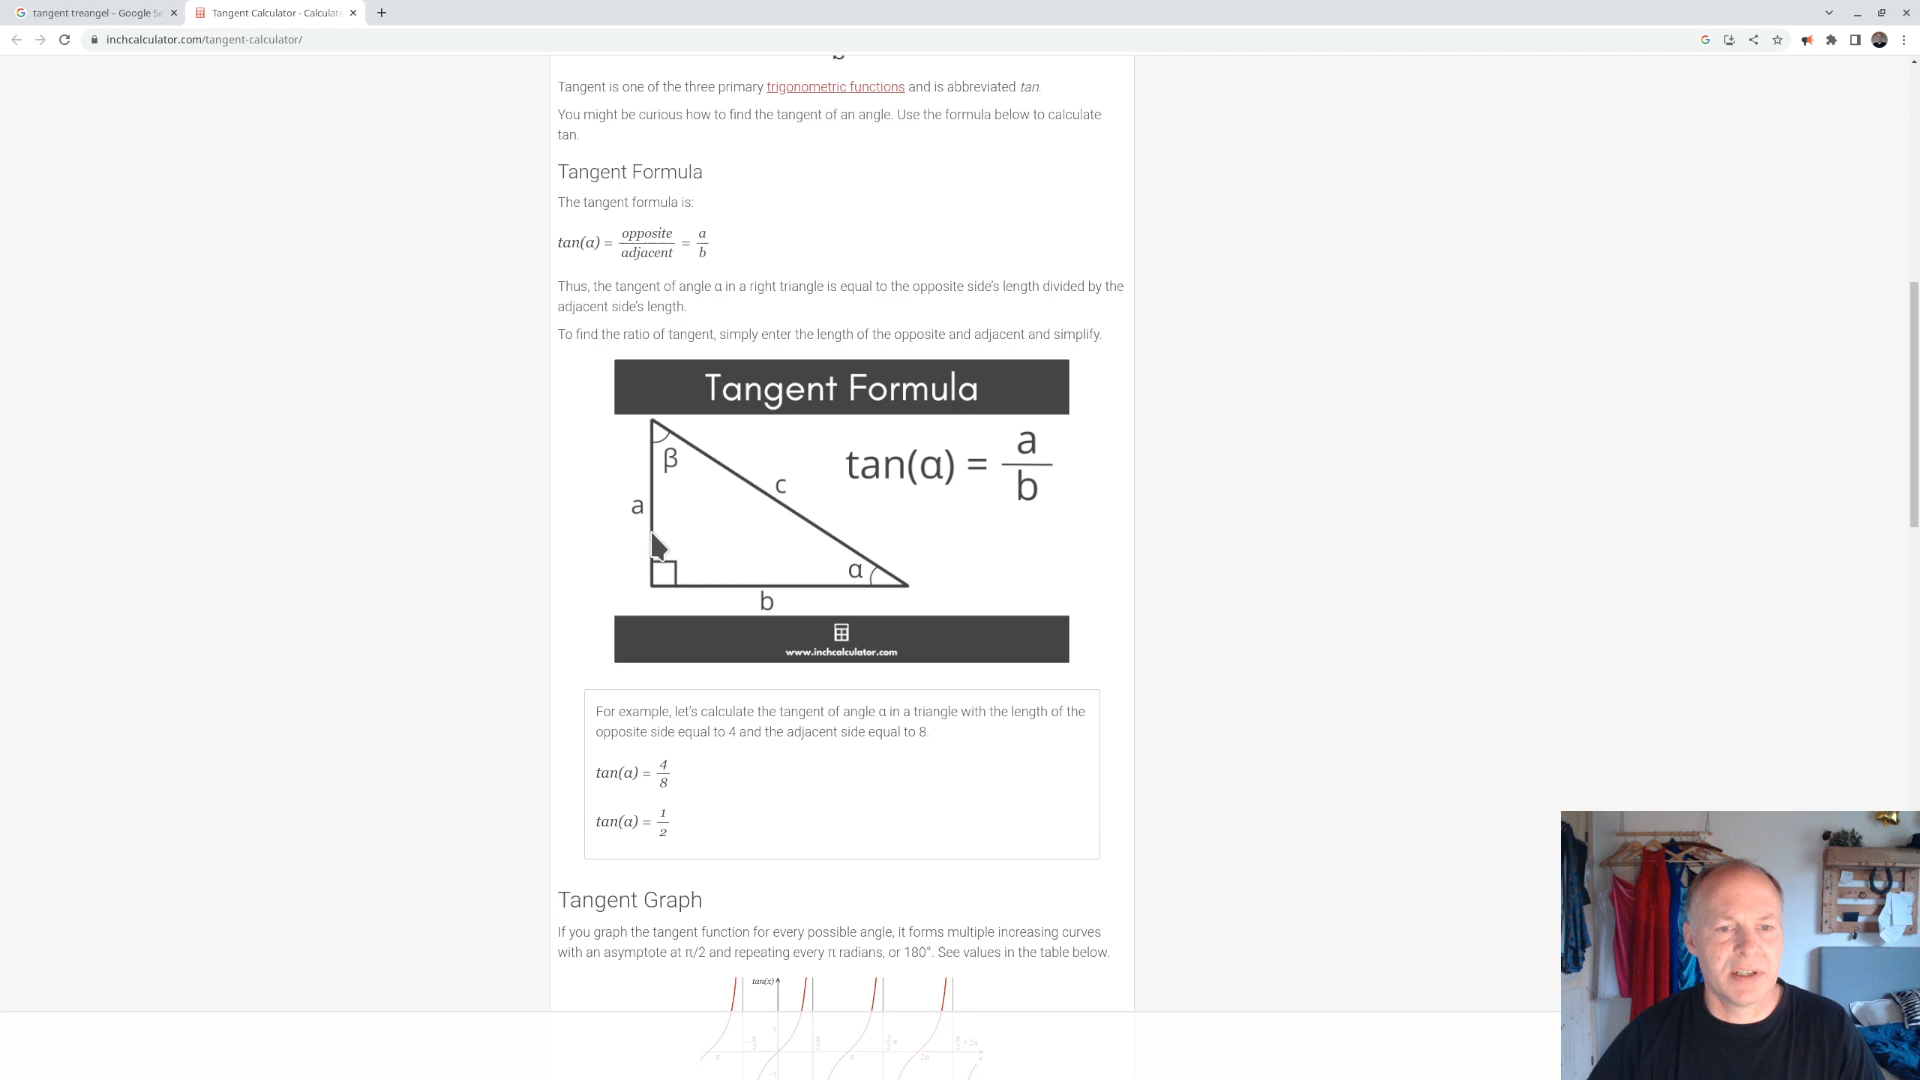 tangent treangel – Google Se
Tangent Calculator - Calculate
inchcalculator.com/tangent-calculator/
Tangent is one of the three primary trigonometric functions and is abbreviated tan.
You might be curious how to find the tangent of an angle. Use the formula below to calculate
tan.
Tangent Formula
The tangent formula is:
tan(α) = opposite/adjacent = a/b
Thus, the tangent of angle α in a right triangle is equal to the opposite side's length divided by the
adjacent side's length.
To find the ratio of tangent, simply enter the length of the opposite and adjacent and simplify.
Tangent Formula
β
a
c
tan(α) = a/b
α
b
www.inchcalculator.com
For example, let's calculate the tangent of angle α in a triangle with the length of the
opposite side equal to 4 and the adjacent side equal to 8.
tan(α) = 4/8
tan(α) = 1/2
Tangent Graph
If you graph the tangent function for every possible angle, it forms multiple increasing curves
with an asymptote at π/2 and repeating every π radians, or 180°. See values in the table below.
tan(x)